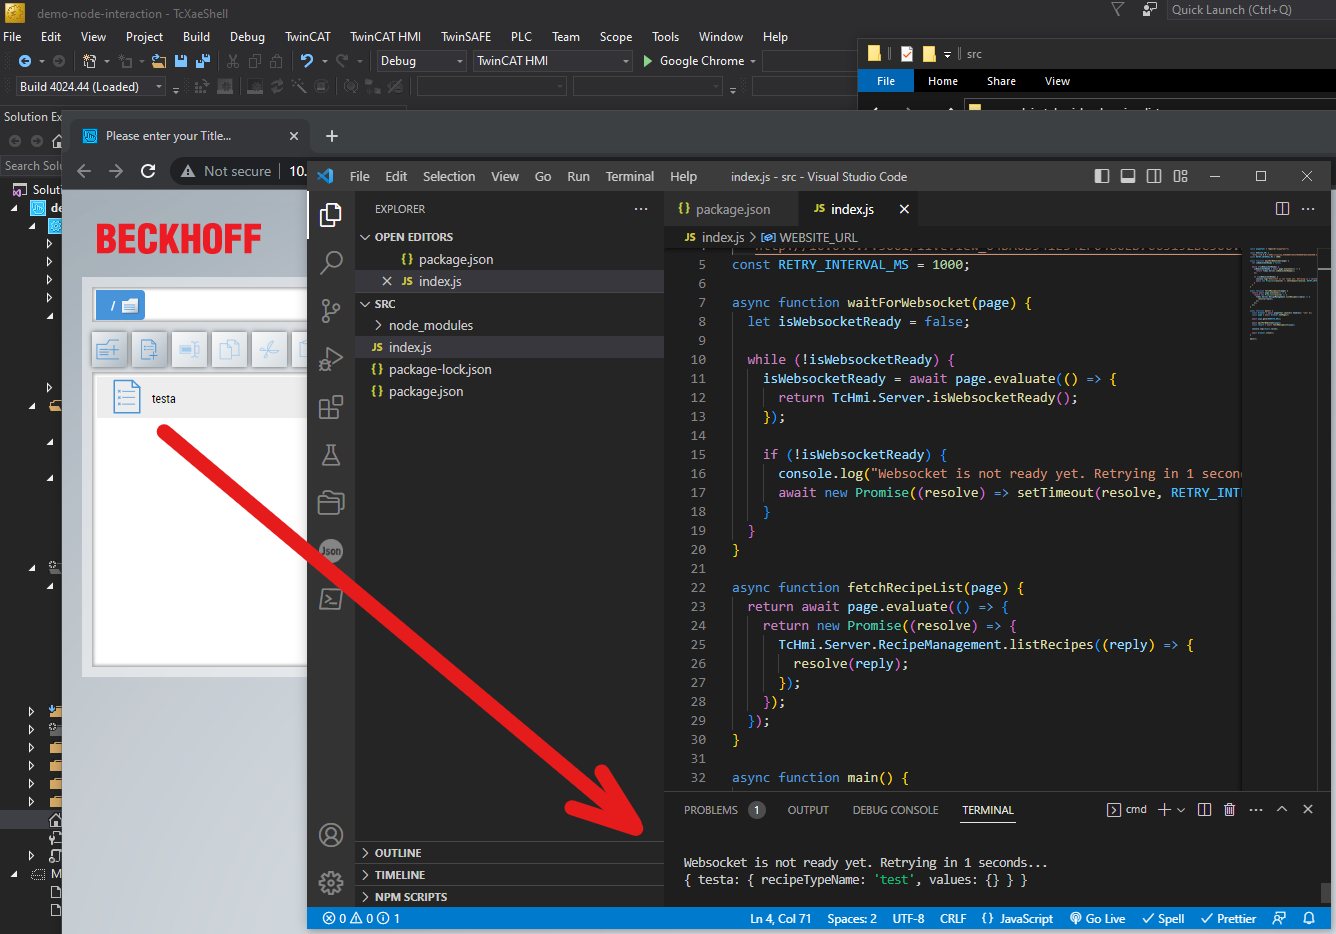 demo-node-interaction - TcXaeShell
Quick Launch (Ctrl+Q)
File Edit View Project Build Debug TwinCAT TwinCAT HMI TwinSAFE PLC Team Scope Tools Window Help
Debug TwinCAT HMI Google Chrome
Build 4024.44 (Loaded)
src
File Home Share View
Solution Ex
Search Solu
Soluti
de
M
Please enter your Title...
Not secure 10.
BECKHOFF
/
testa
File Edit Selection View Go Run Terminal Help index.js - src - Visual Studio Code
EXPLORER
OPEN EDITORS
{} package.json
JS index.js
SRC
node_modules
JS index.js
{} package-lock.json
{} package.json
Json
OUTLINE
TIMELINE
NPM SCRIPTS
{} package.json JS index.js
JS index.js > WEBSITE_URL
5 const RETRY_INTERVAL_MS = 1000;
6
7 async function waitForWebsocket(page) {
8 let isWebsocketReady = false;
9
10 while (!isWebsocketReady) {
11 isWebsocketReady = await page.evaluate(() => {
12 return TcHmi.Server.isWebsocketReady();
13 });
14
15 if (!isWebsocketReady) {
16 console.log("Websocket is not ready yet. Retrying in 1 secon
17 await new Promise((resolve) => setTimeout(resolve, RETRY_INT
18 }
19 }
20 }
21
22 async function fetchRecipeList(page) {
23 return await page.evaluate(() => {
24 return new Promise((resolve) => {
25 TcHmi.Server.RecipeManagement.listRecipes((reply) => {
26 resolve(reply);
27 });
28 });
29 });
30 }
31
32 async function main() {
PROBLEMS 1 OUTPUT DEBUG CONSOLE TERMINAL cmd
Websocket is not ready yet. Retrying in 1 seconds...
{ testa: { recipeTypeName: 'test', values: {} } }
0 0 1 Ln 4, Col 71 Spaces: 2 UTF-8 CRLF {} JavaScript Go Live Spell Prettier